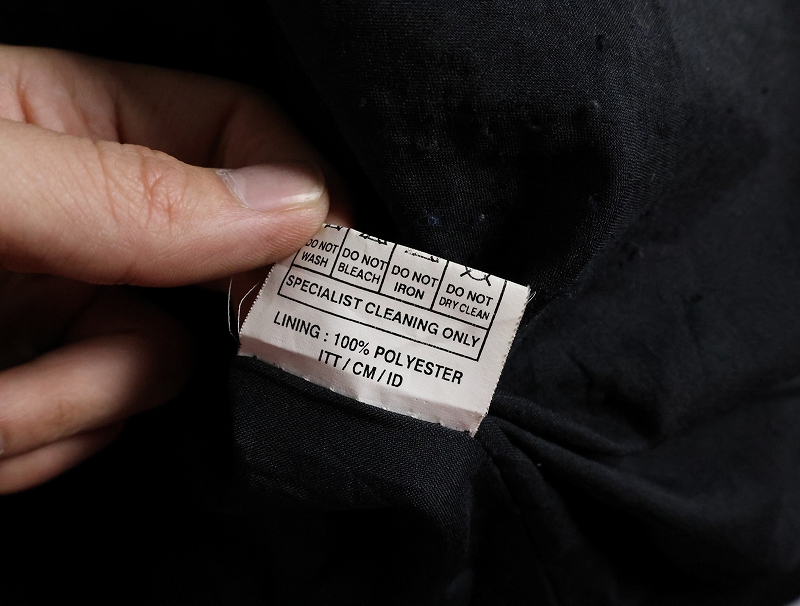 DO NOT WASH
DO NOT BLEACH
DO NOT IRON
DO NOT DRY CLEAN
SPECIALIST CLEANING ONLY
LINING : 100% POLYESTER
ITT / CM / ID